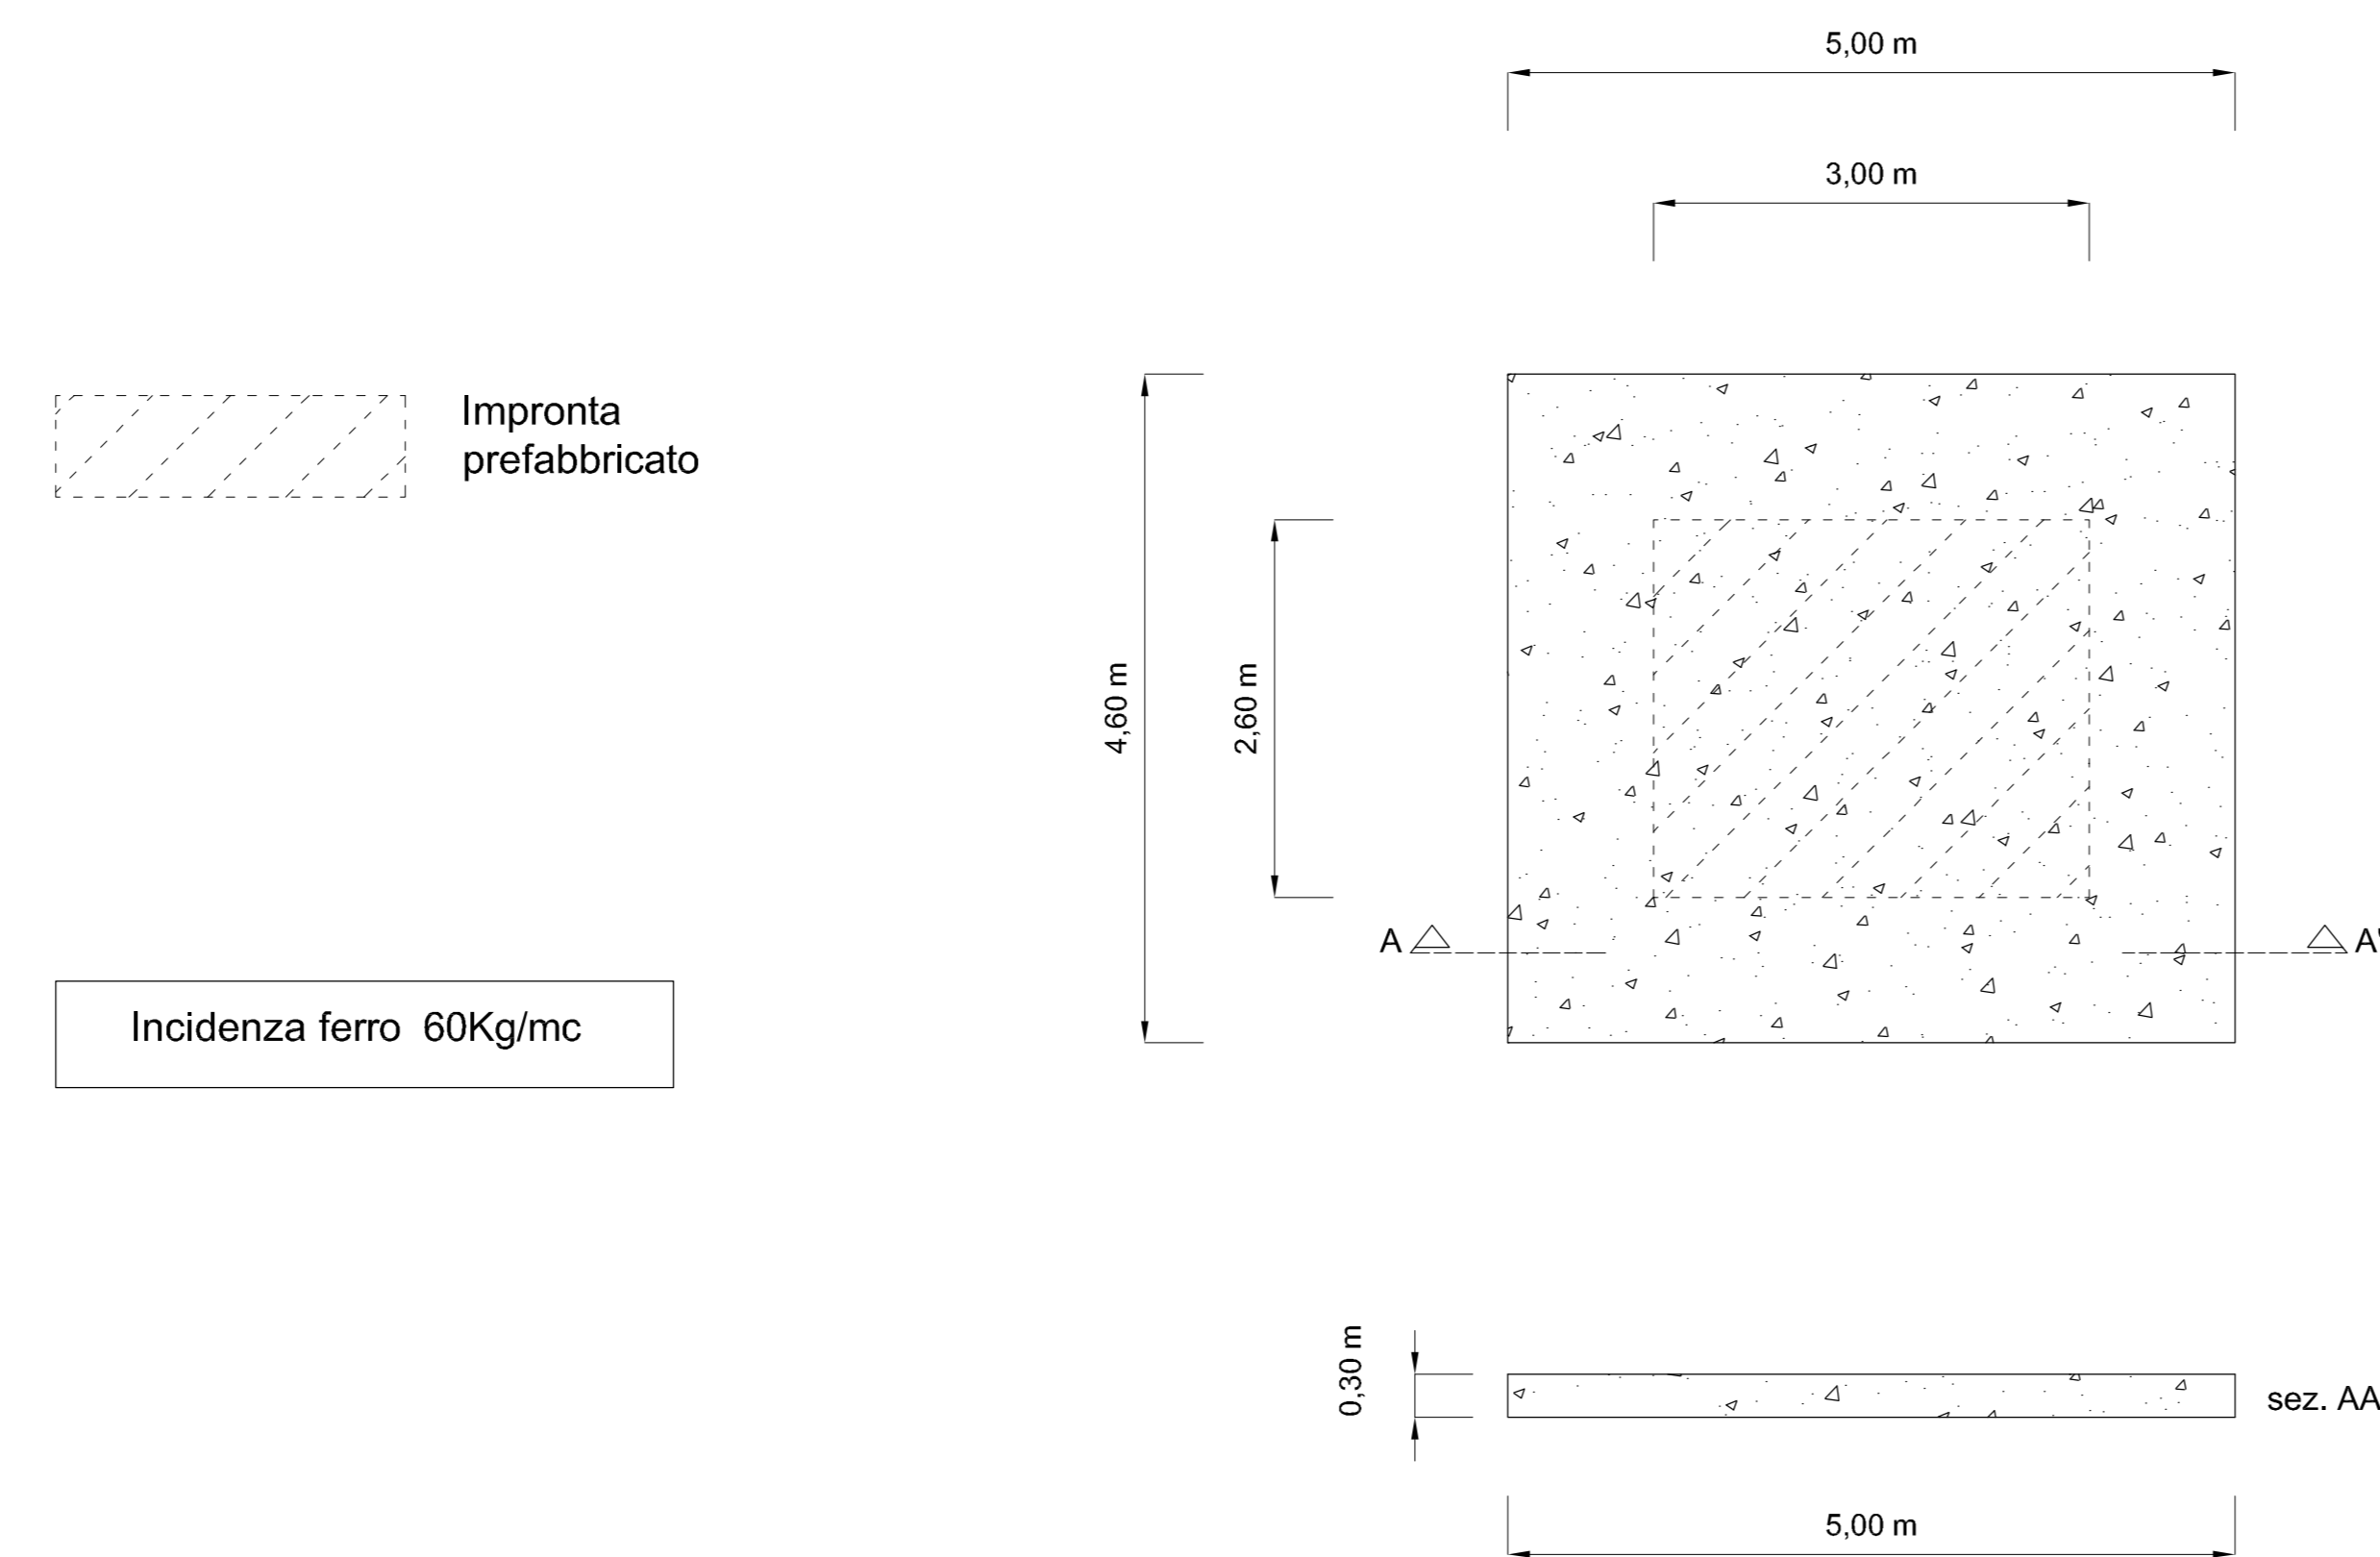 5,00 m
3,00 m
Impronta
prefabbricato
4,60 m
2,60 m
A
A'
Incidenza ferro 60Kg/mc
0,30 m
sez. AA
5,00 m